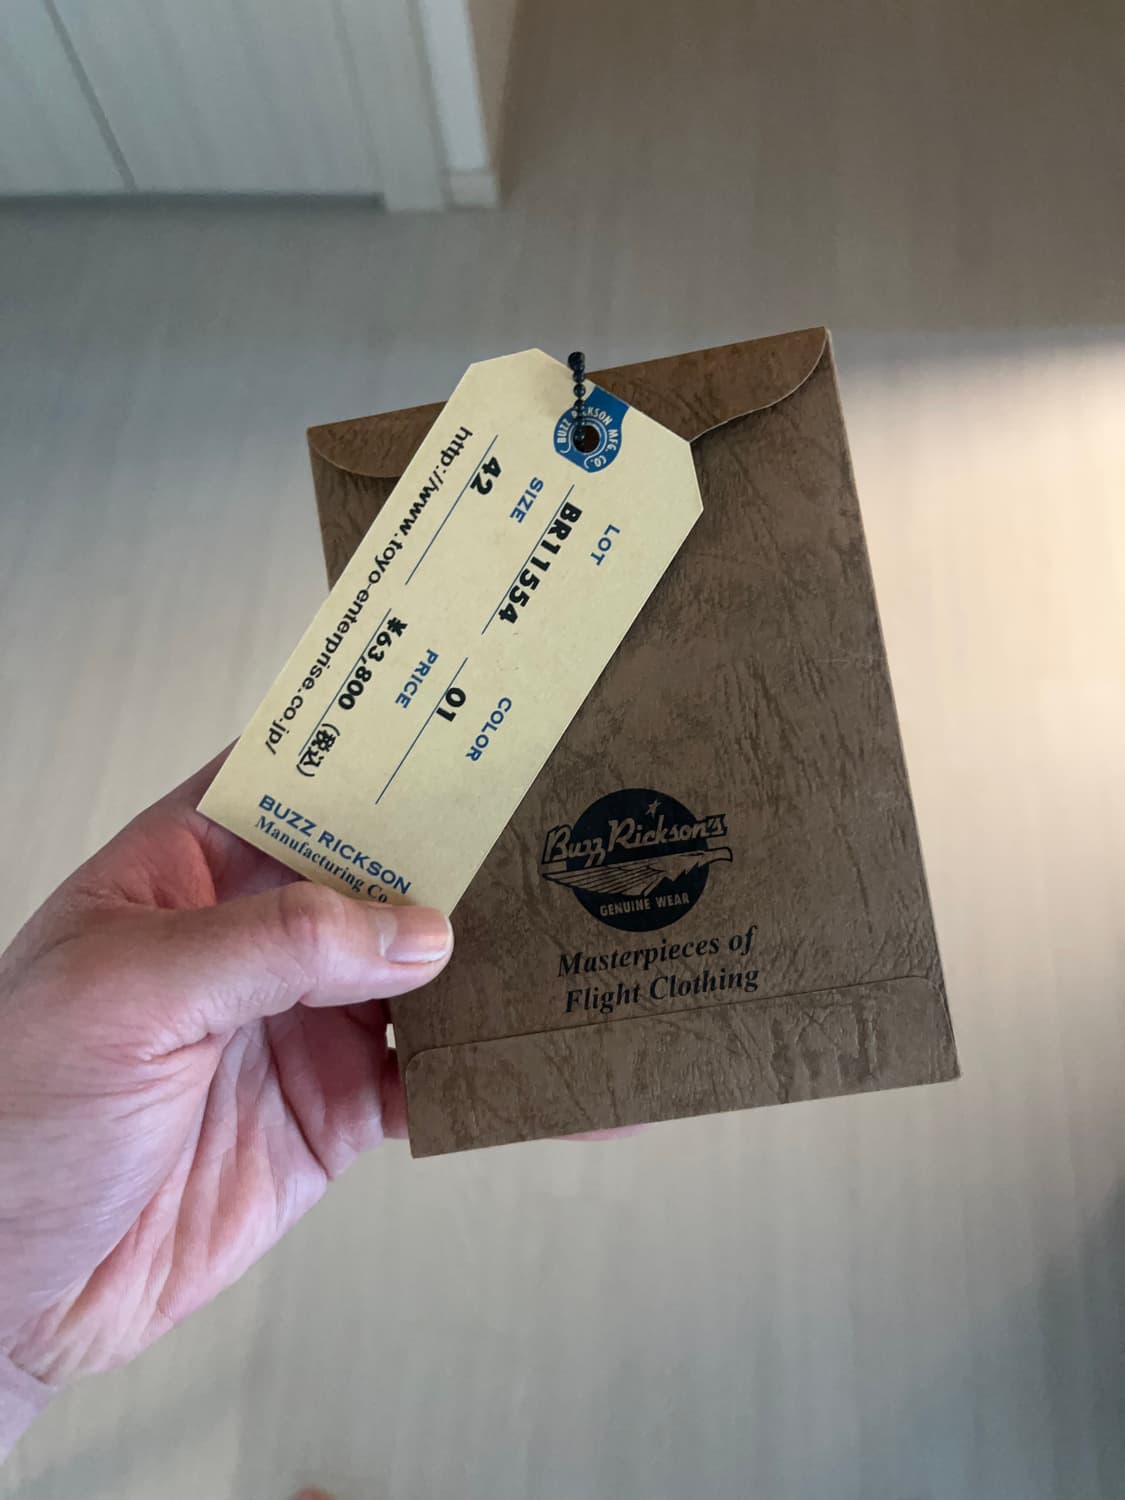 BUZZ RICKSON MFG. CO.
LOT
BR11554
COLOR
01
SIZE
42
PRICE
¥63,800 (税込)
http://www.toyo-enterprise.co.jp/
BUZZ RICKSON
Manufacturing Co.
Buzz Rickson's
GENUINE WEAR
Masterpieces of
Flight Clothing